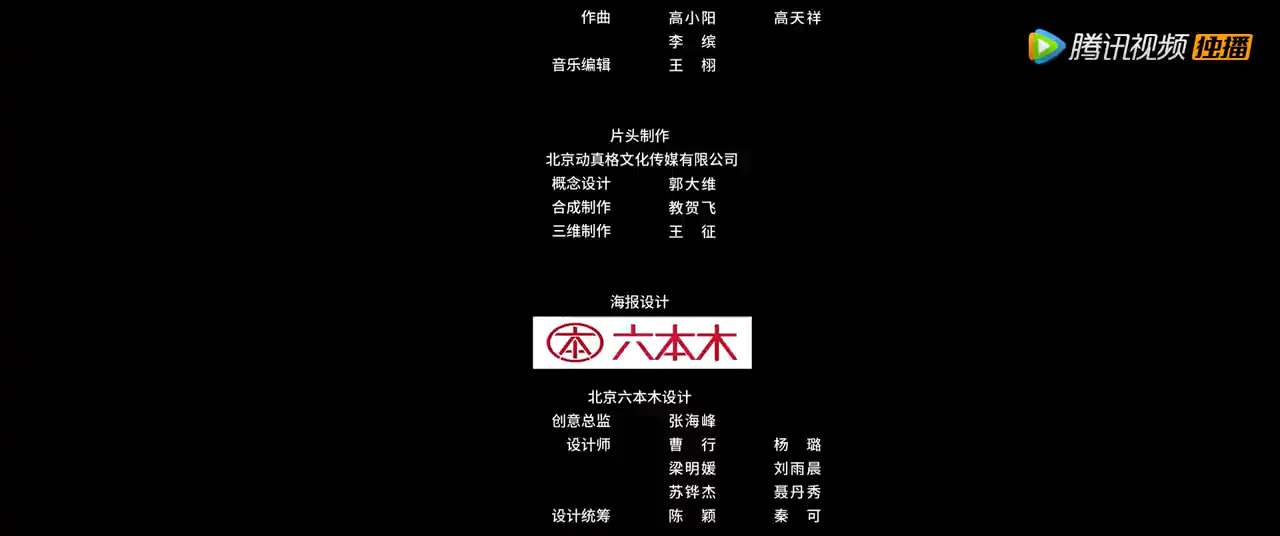 作曲 高小阳 高天祥
李 缤
音乐编辑 王 栩
腾讯视频 独播
片头制作
北京动真格文化传媒有限公司
概念设计 郭大维
合成制作 教贺飞
三维制作 王 征
海报设计
本 六本木
北京六本木设计
创意总监 张海峰
设计师 曹 行 杨 璐
梁明媛 刘雨晨
苏铧杰 聂丹秀
设计统筹 陈 颖 秦 可